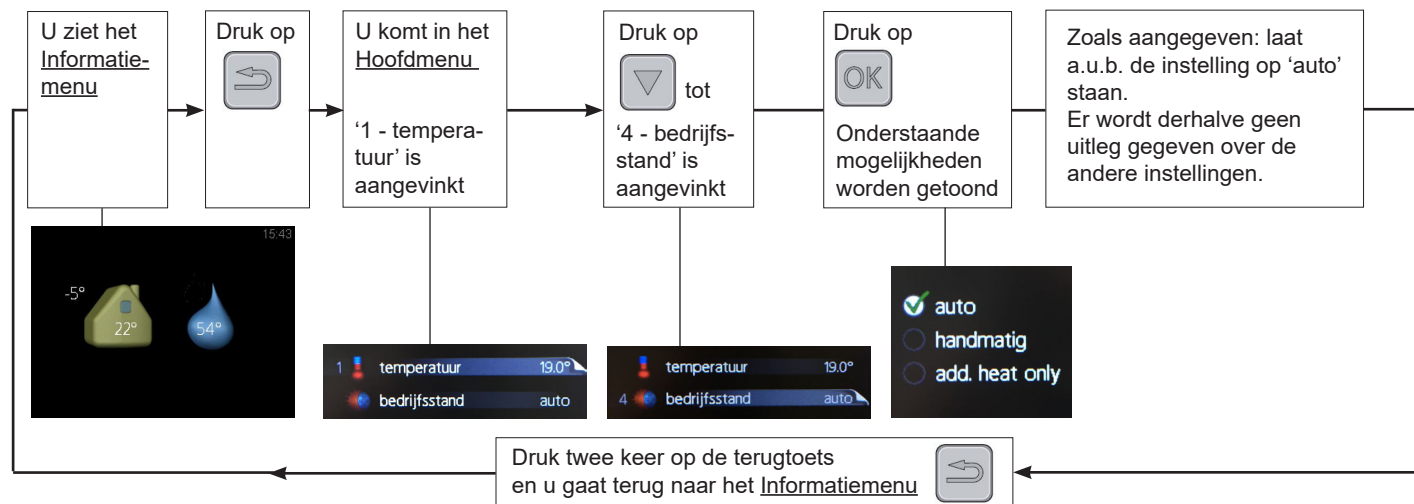 U ziet het
Informatie-
menu
Druk op
U komt in het
Hoofdmenu
‘1 - tempera-
tuur’ is
aangevinkt
Druk op
tot
‘4 - bedrijfs-
stand’ is
aangevinkt
Druk op
OK
Onderstaande
mogelijkheden
worden getoond
Zoals aangegeven: laat
a.u.b. de instelling op ‘auto’
staan.
Er wordt derhalve geen
uitleg gegeven over de
andere instellingen.
15:43
-5°
22°
54°
1 temperatuur 19.0°
bedrijfsstand auto
temperatuur 19.0°
4 bedrijfsstand auto
auto
handmatig
add. heat only
Druk twee keer op de terugtoets
en u gaat terug naar het Informatiemenu